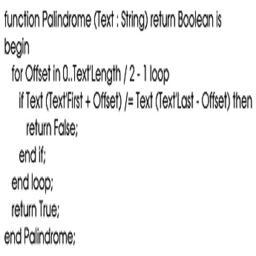 function Palindrome (Text : String) return Boolean is
begin
for Offset in 0..Text'Length / 2 - 1 loop
if Text (Text'First + Offset) /= Text (Text'Last - Offset) then
return False;
end if;
end loop;
return True;
end Palindrome;